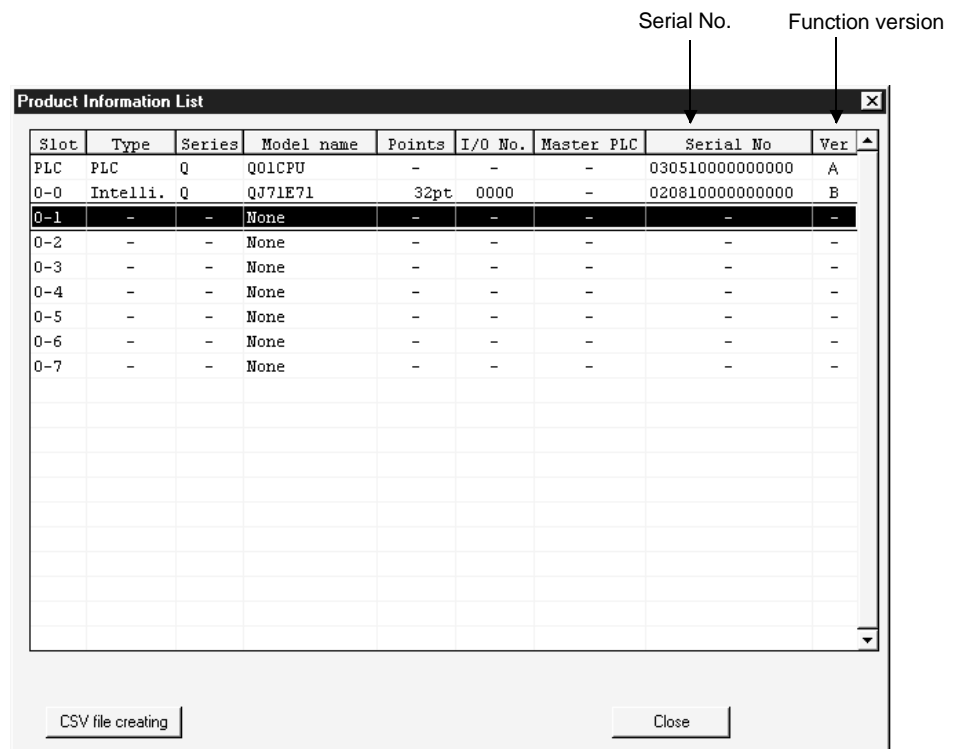 Serial No. Function version
Product Information List
Slot Type Series Model name Points I/O No. Master PLC Serial No Ver
PLC PLC Q Q01CPU - - - 030510000000000 A
0-0 Intelli. Q QJ71E71 32pt 0000 - 020810000000000 B
0-1 - - None - - - - -
0-2 - - None - - - - -
0-3 - - None - - - - -
0-4 - - None - - - - -
0-5 - - None - - - - -
0-6 - - None - - - - -
0-7 - - None - - - - -
CSV file creating Close